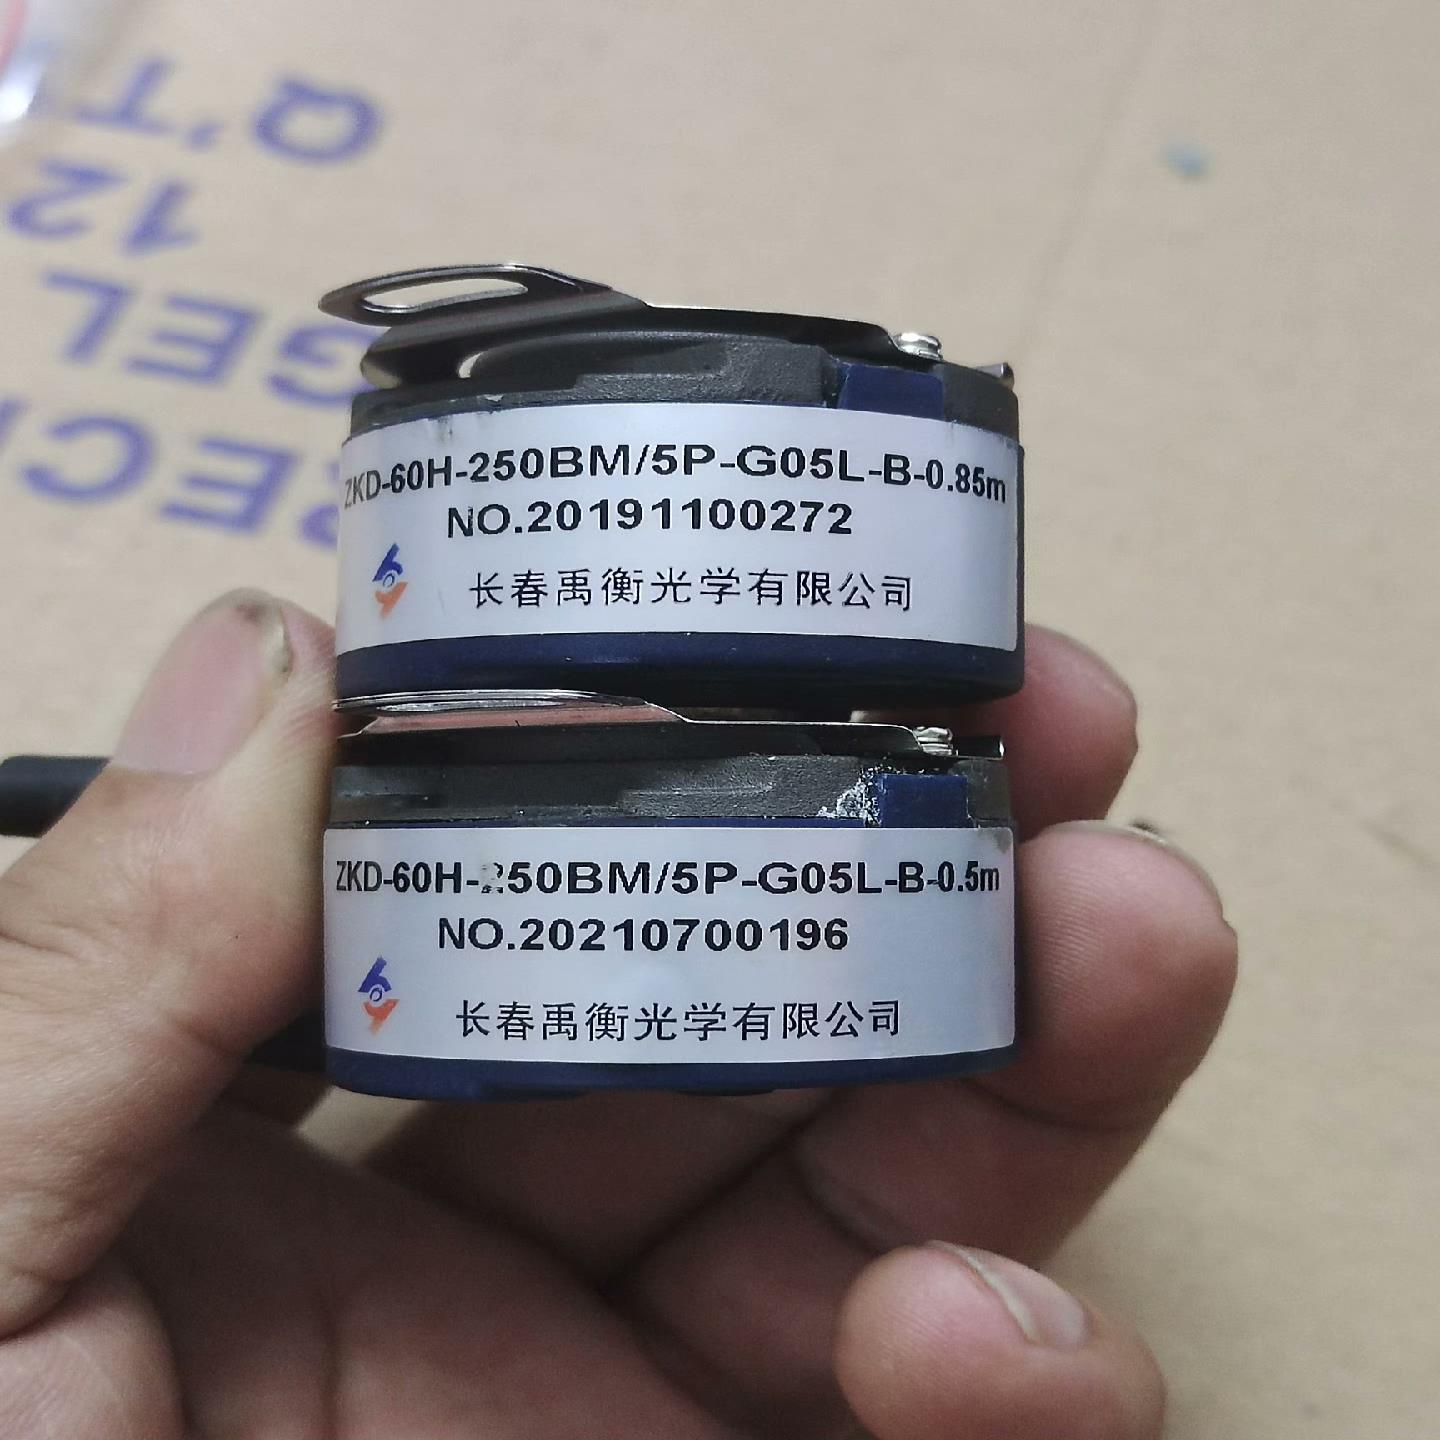 Q'T
12
GEL
ZKD-60H-250BM/5P-G05L-B-0.85m
NO.20191100272
长春禹衡光学有限公司
ZKD-60H-250BM/5P-G05L-B-0.5m
NO.20210700196
长春禹衡光学有限公司